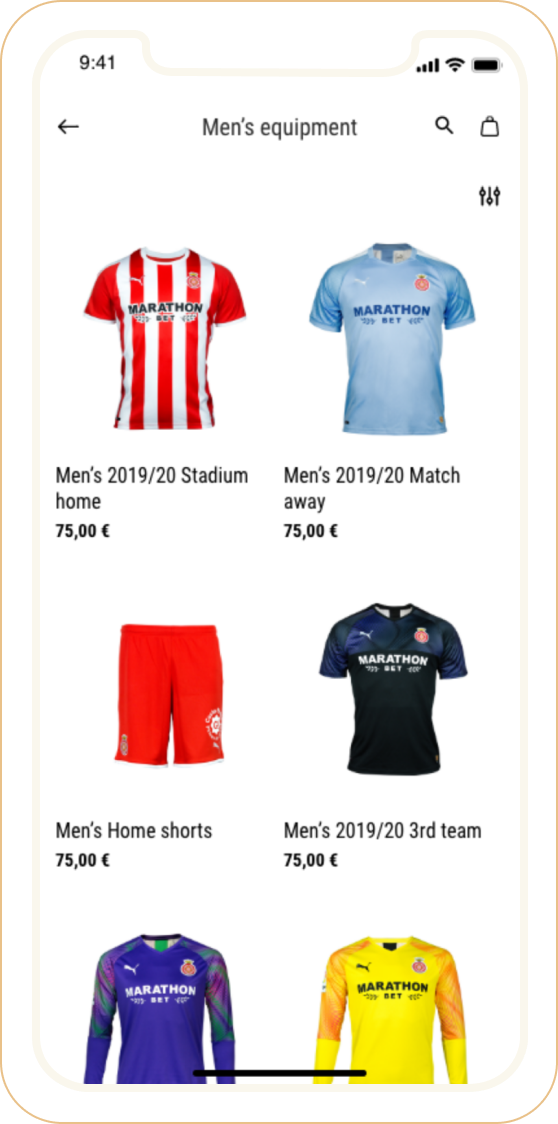 9:41
Men's equipment
MARATHON
BET
MARATHON
BET
Men's 2019/20 Stadium
home
75,00 €
Men's 2019/20 Match
away
75,00 €
MARATHON
BET
Men's Home shorts
75,00 €
Men's 2019/20 3rd team
75,00 €
MARATHON
BET
MARATHON
BET